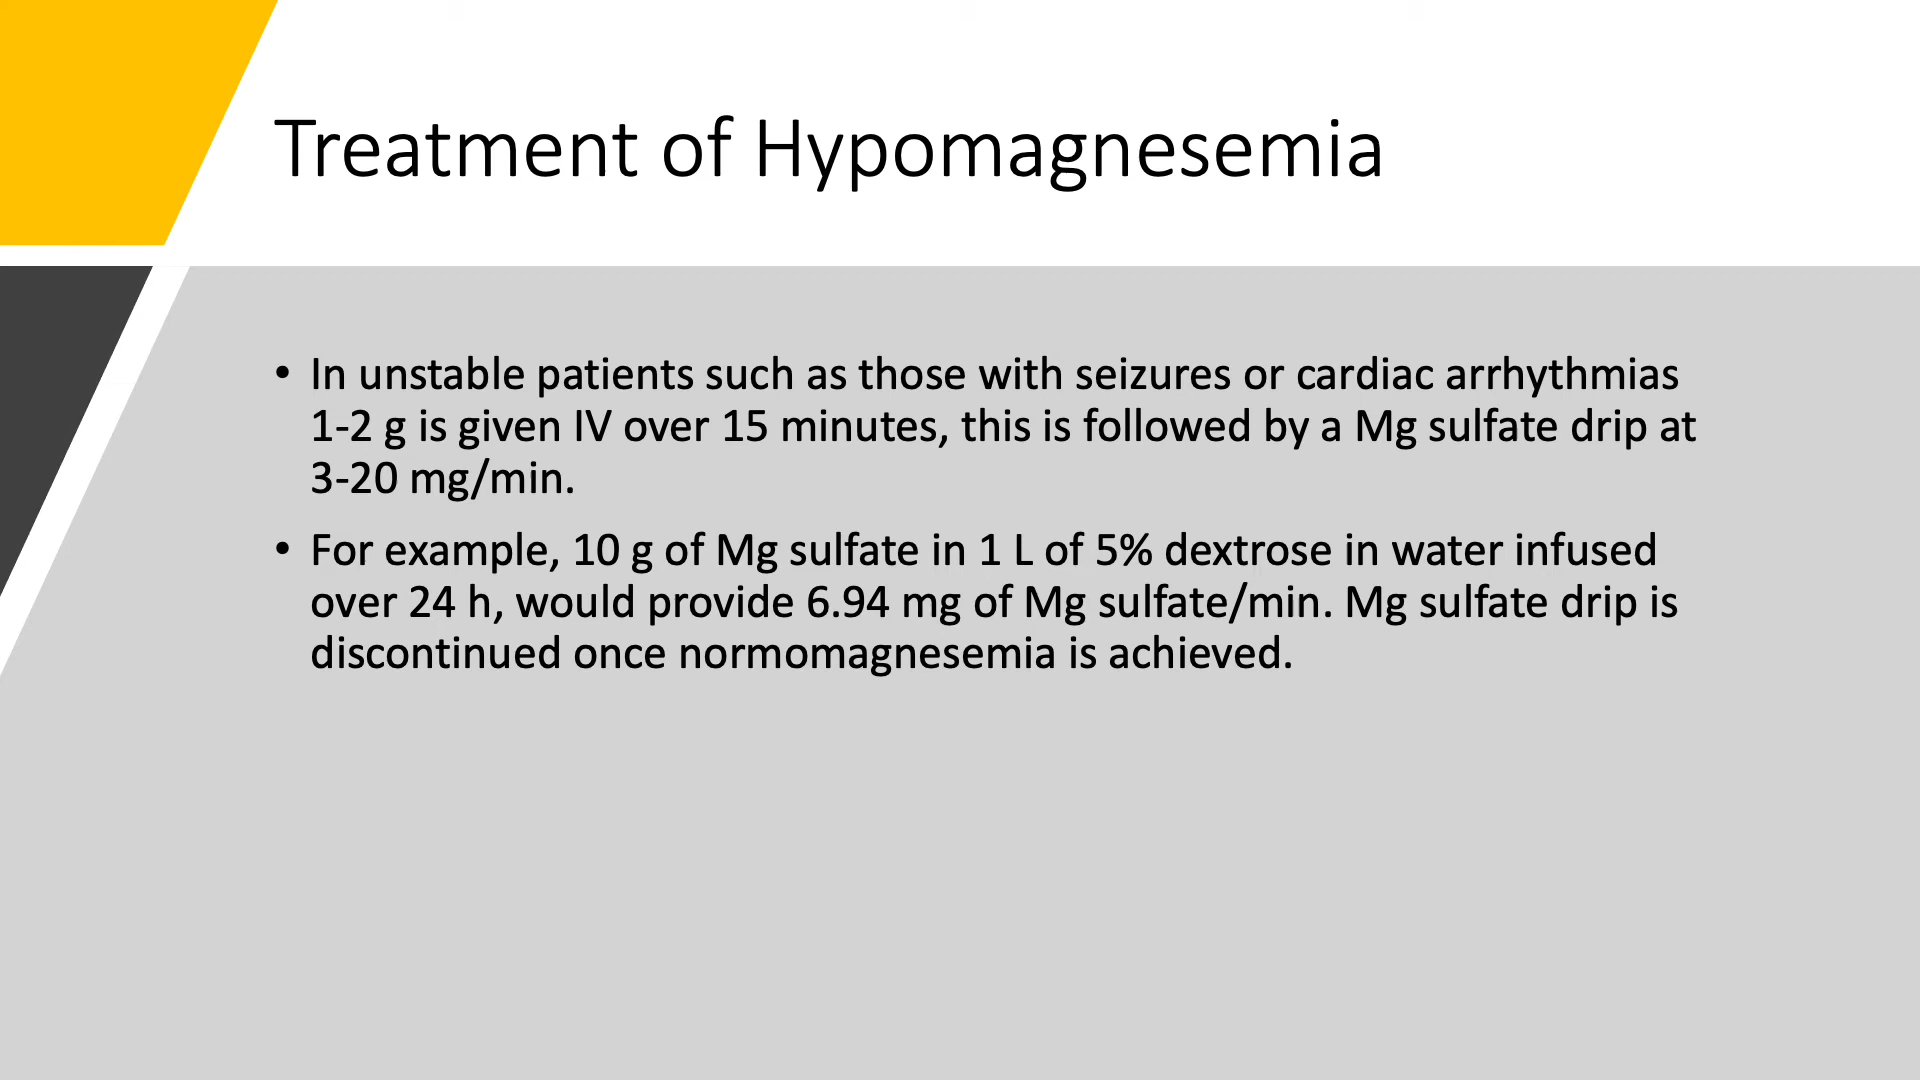 Treatment of Hypomagnesemia
• In unstable patients such as those with seizures or cardiac arrhythmias
1-2 g is given IV over 15 minutes, this is followed by a Mg sulfate drip at
3-20 mg/min.
• For example, 10 g of Mg sulfate in 1 L of 5% dextrose in water infused
over 24 h, would provide 6.94 mg of Mg sulfate/min. Mg sulfate drip is
discontinued once normomagnesemia is achieved.